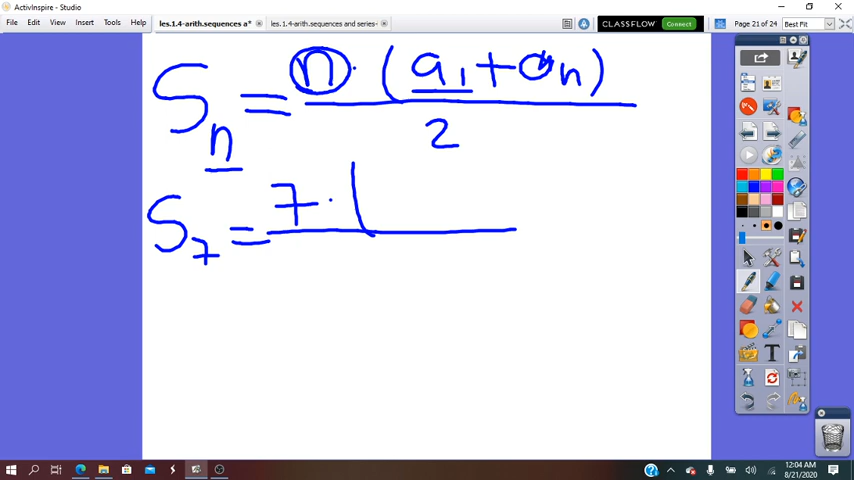 ActivInspire - Studio
File Edit View Insert Tools Help
les.1.4-arith.sequences a*
les.1.4-arith.sequences and series-
CLASSFLOW Connect
Page 21 of 24
Best Fit
Sn = n · (a1 + an)
2
S7 = 7 · (
12:04 AM
8/21/2020